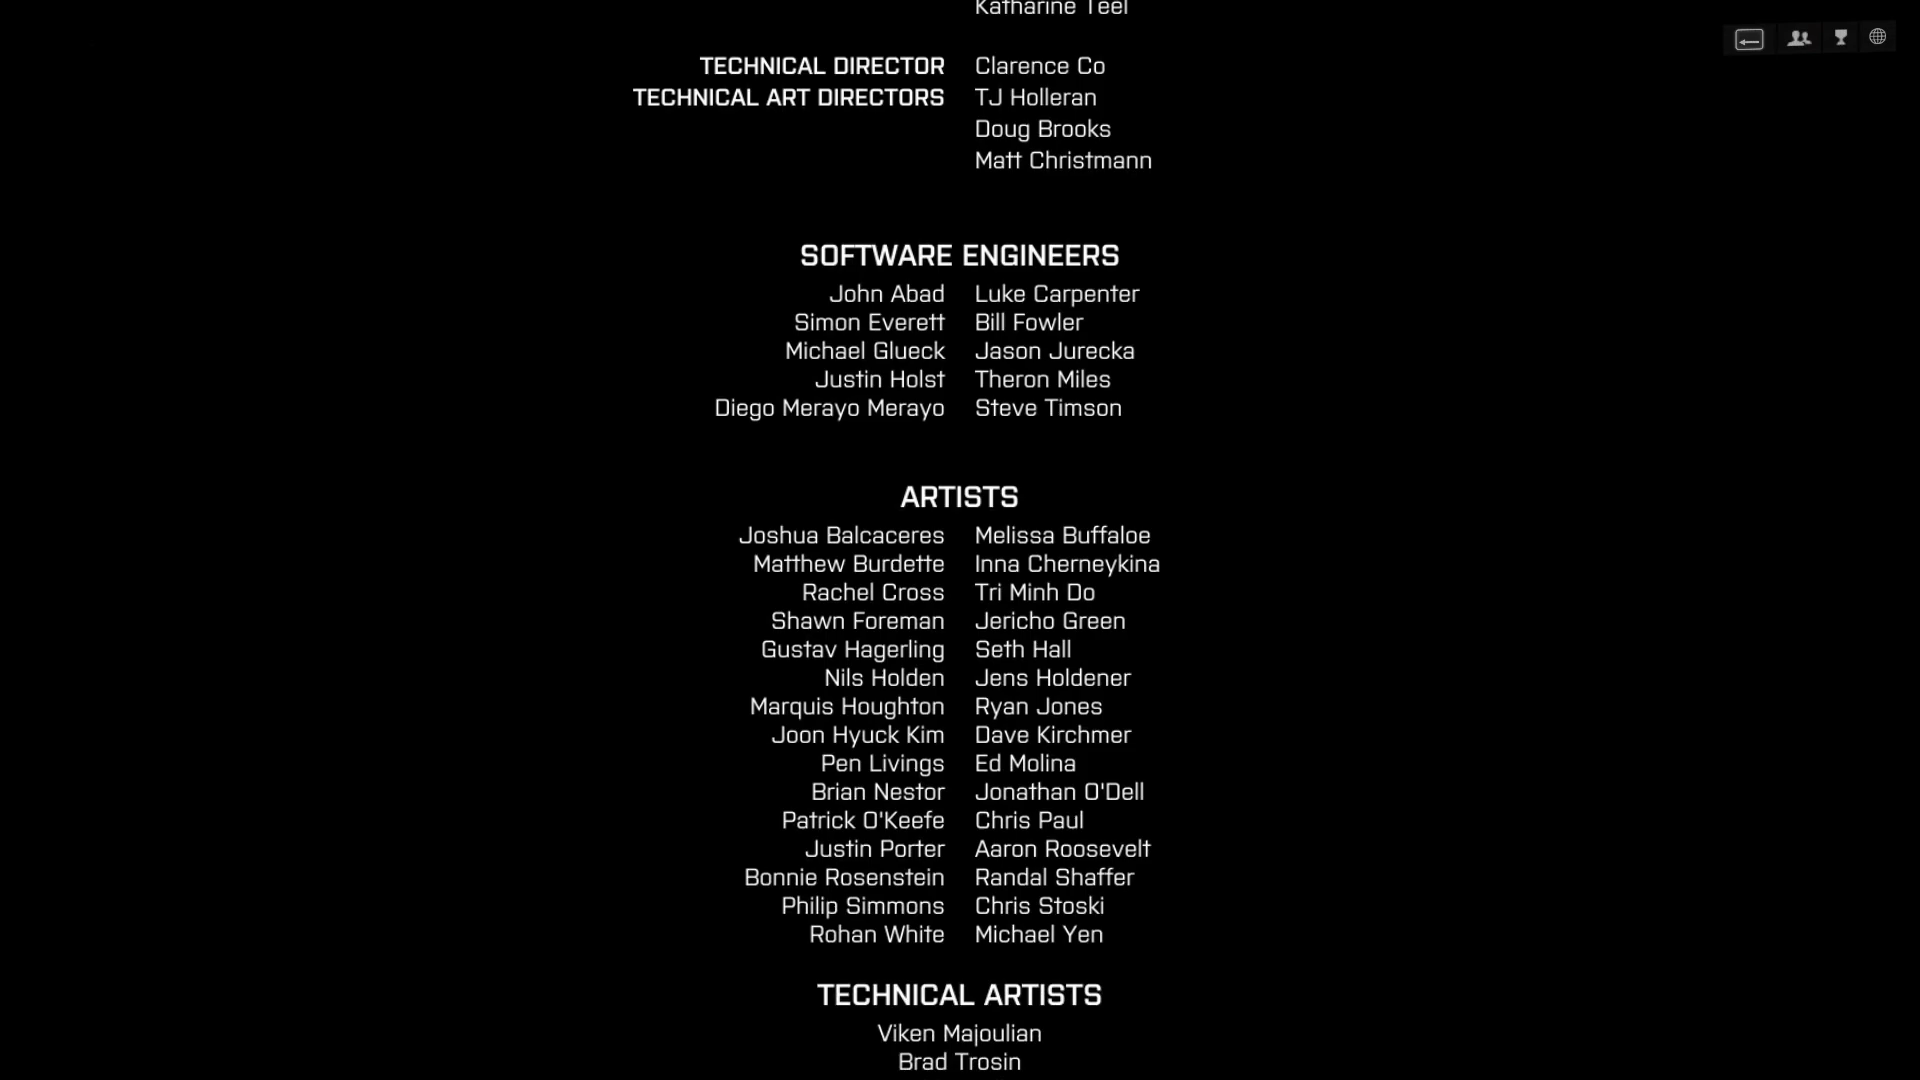 Katharine Teel
TECHNICAL DIRECTOR Clarence Co
TECHNICAL ART DIRECTORS TJ Holleran
Doug Brooks
Matt Christmann
SOFTWARE ENGINEERS
John Abad Luke Carpenter
Simon Everett Bill Fowler
Michael Glueck Jason Jurecka
Justin Holst Theron Miles
Diego Merayo Merayo Steve Timson
ARTISTS
Joshua Balcaceres Melissa Buffaloe
Matthew Burdette Inna Cherneykina
Rachel Cross Tri Minh Do
Shawn Foreman Jericho Green
Gustav Hagerling Seth Hall
Nils Holden Jens Holdener
Marquis Houghton Ryan Jones
Joon Hyuck Kim Dave Kirchmer
Pen Livings Ed Molina
Brian Nestor Jonathan O'Dell
Patrick O'Keefe Chris Paul
Justin Porter Aaron Roosevelt
Bonnie Rosenstein Randal Shaffer
Philip Simmons Chris Stoski
Rohan White Michael Yen
TECHNICAL ARTISTS
Viken Majoulian
Brad Trosin